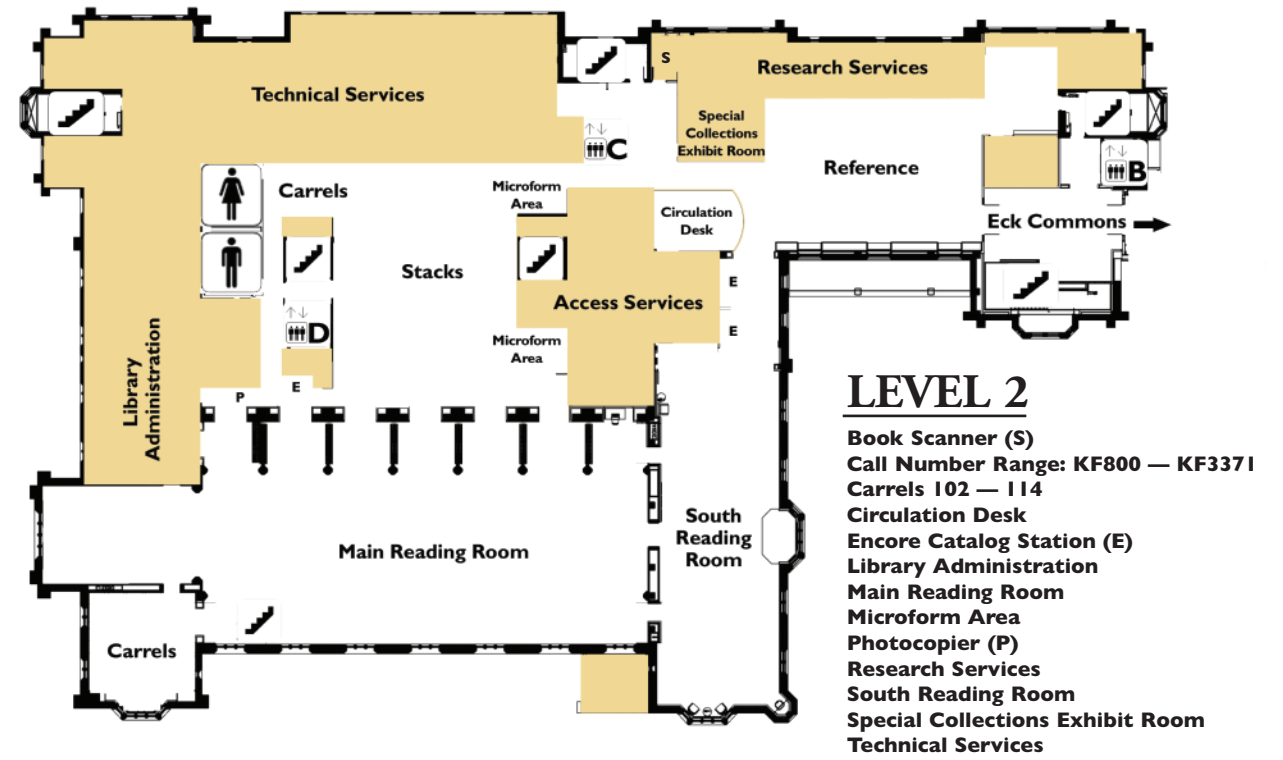 S
Research Services
Technical Services
Special
Collections
Exhibit Room
C
Reference
B
Carrels
Microform
Area
Circulation
Desk
Eck Commons
Stacks
E
Access Services
D
E
Microform
Area
Library
Administration
E
P
South
Reading
Room
Main Reading Room
Carrels
LEVEL 2
Book Scanner (S)
Call Number Range: KF800 — KF3371
Carrels 102 — 114
Circulation Desk
Encore Catalog Station (E)
Library Administration
Main Reading Room
Microform Area
Photocopier (P)
Research Services
South Reading Room
Special Collections Exhibit Room
Technical Services